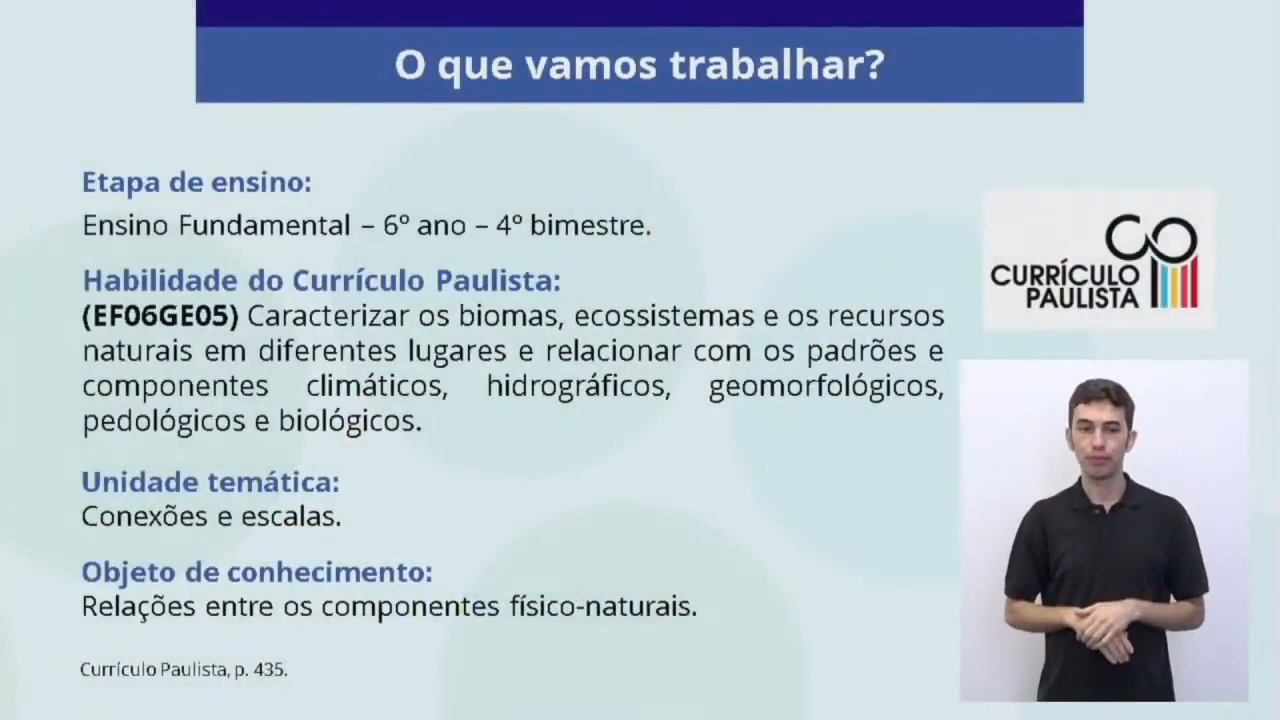 O que vamos trabalhar?
Etapa de ensino:
Ensino Fundamental – 6º ano – 4º bimestre.
Habilidade do Currículo Paulista:
(EF06GE05) Caracterizar os biomas, ecossistemas e os recursos
naturais em diferentes lugares e relacionar com os padrões e
componentes climáticos, hidrográficos, geomorfológicos,
pedológicos e biológicos.
Unidade temática:
Conexões e escalas.
Objeto de conhecimento:
Relações entre os componentes físico-naturais.
Currículo Paulista, p. 435.
CURRÍCULO
PAULISTA